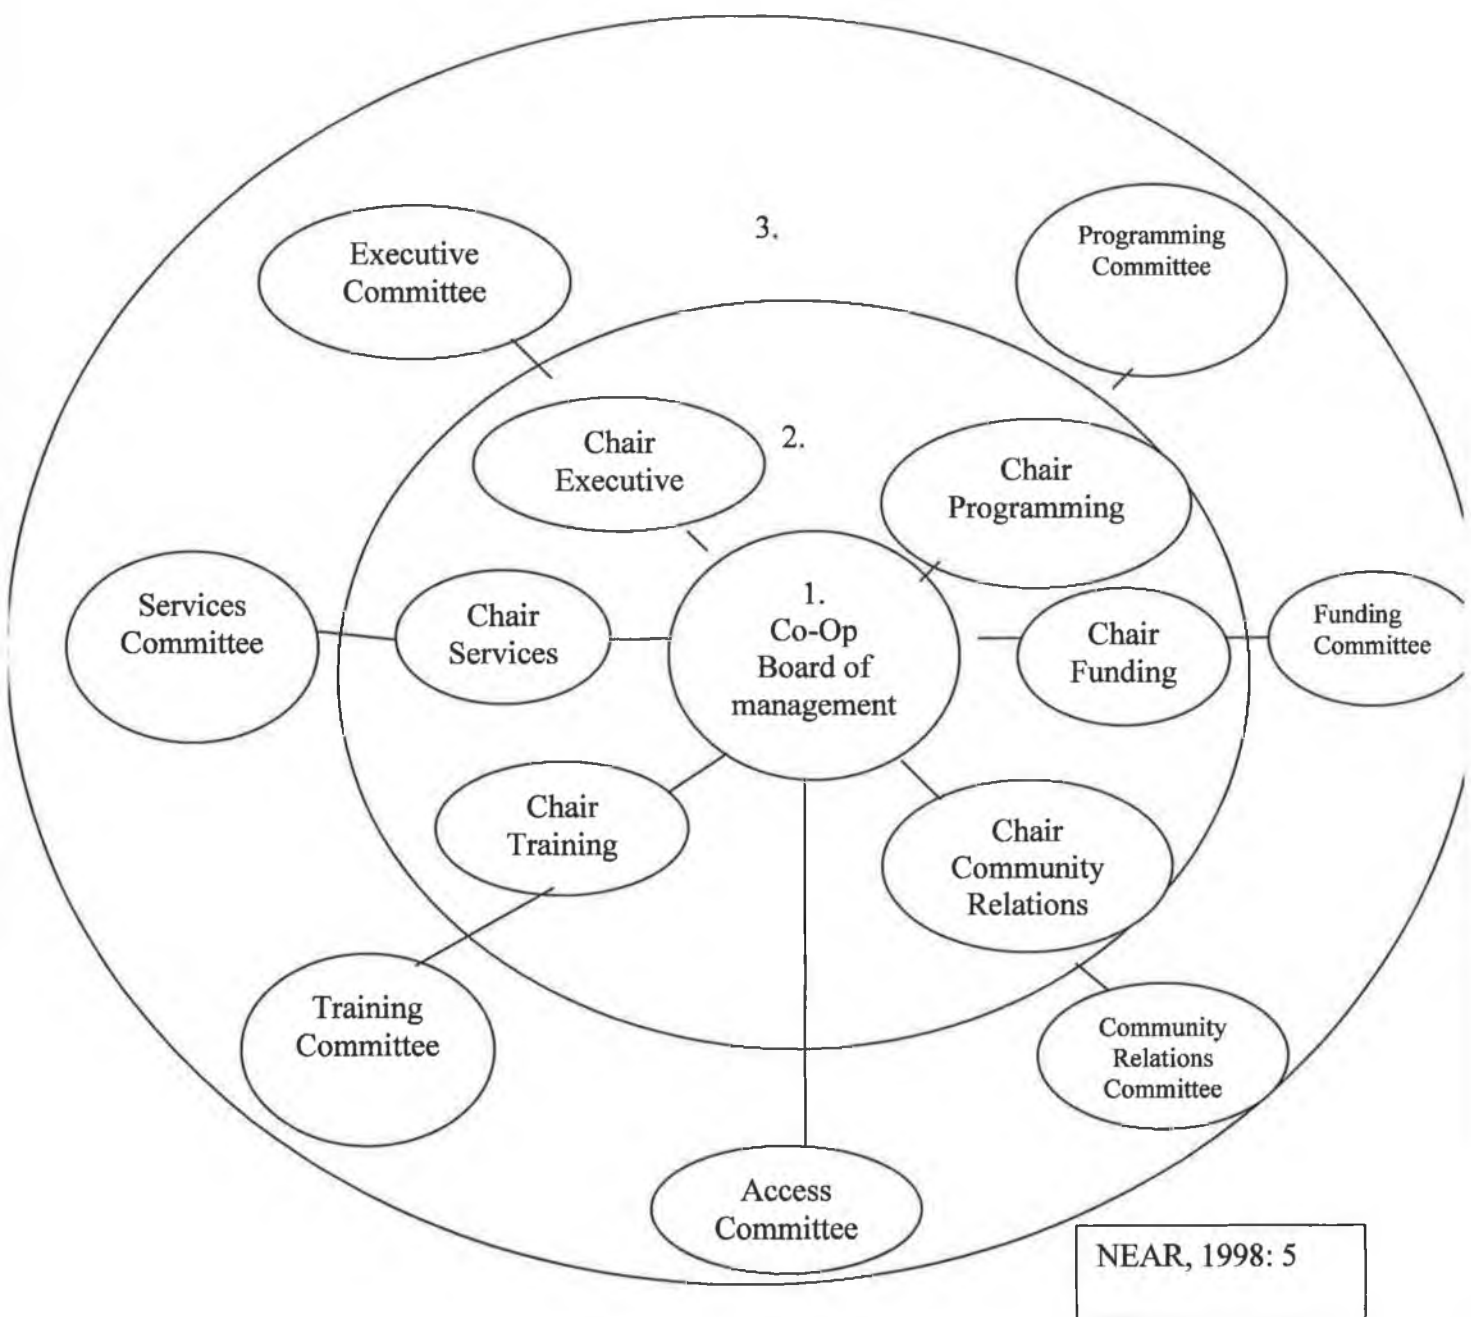 3.
Executive
Committee
Programming
Committee
2.
Chair
Executive
Chair
Programming
Services
Committee
Chair
Services
1.
Co-Op
Board of
management
Chair
Funding
Funding
Committee
Chair
Training
Chair
Community
Relations
Training
Committee
Community
Relations
Committee
Access
Committee
NEAR, 1998: 5